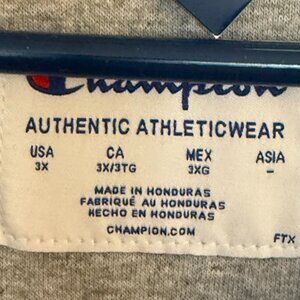 Champion
AUTHENTIC ATHLETICWEAR
USA CA MEX ASIA
3X 3X/3TG 3XG -
MADE IN HONDURAS
FABRIQUÉ AU HONDURAS
HECHO EN HONDURAS
CHAMPION.COM
FTX